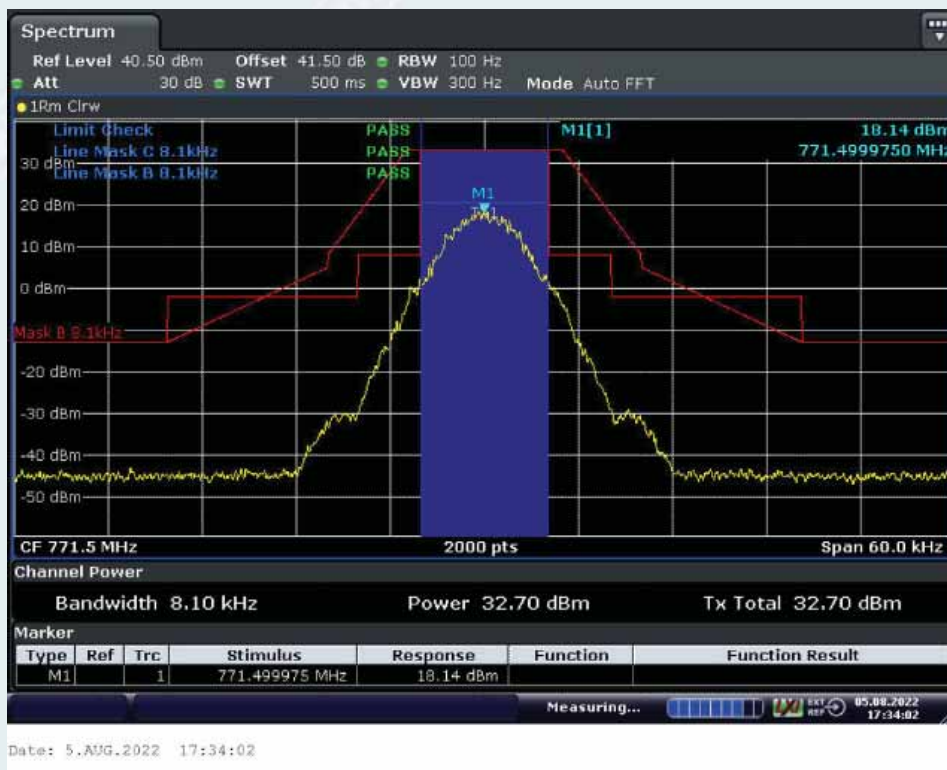 Spectrum
Ref Level 40.50 dBm Offset 41.50 dB RBW 100 Hz
Att 30 dB SWT 500 ms VBW 300 Hz Mode Auto FFT
1Rm Clrw
Limit Check PASS M1[1] 18.14 dBm
Line Mask C 8.1kHz PASS 771.4999750 MHz
30 dBm
Line Mask B 8.1kHz PASS
M1
20 dBm
10 dBm
0 dBm
Mask B 8.1kHz
-20 dBm
-30 dBm
-40 dBm
-50 dBm
CF 771.5 MHz 2000 pts Span 60.0 kHz
Channel Power
Bandwidth 8.10 kHz Power 32.70 dBm Tx Total 32.70 dBm
Marker
Type Ref Trc Stimulus Response Function Function Result
M1 1 771.499975 MHz 18.14 dBm
Measuring... EXT REF 05.08.2022
17:34:02
Date: 5.AUG.2022 17:34:02